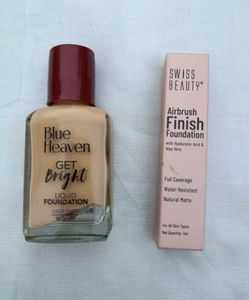 Blue
Heaven
GET
Bright
LIQUID
FOUNDATION
SWISS
BEAUTY
Airbrush
Finish
Foundation
with Hyaluronic Acid &
Aloe Vera
Full Coverage
Water-Resistant
Natural Matte
For All Skin Types